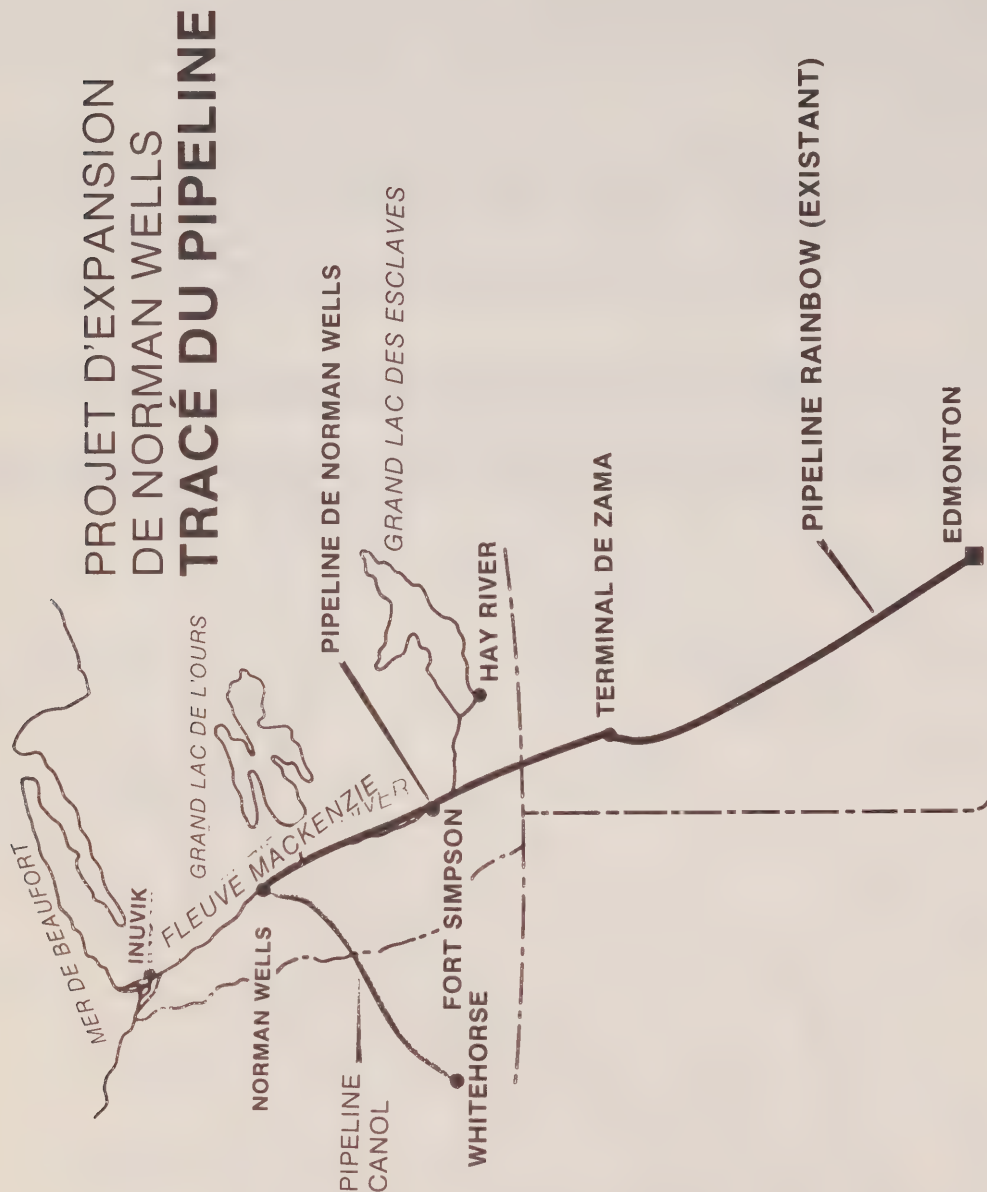 PROJET D'EXPANSION
DE NORMAN WELLS
TRACÉ DU PIPELINE
MER DE BEAUFORT
INUVIK
GRAND LAC DE L'OURS
FLEUVE MACKENZIE
NORMAN WELLS
PIPELINE DE NORMAN WELLS
GRAND LAC DES ESCLAVES
PIPELINE
CANOL
WHITEHORSE
FORT SIMPSON
HAY RIVER
TERMINAL DE ZAMA
PIPELINE RAINBOW (EXISTANT)
EDMONTON